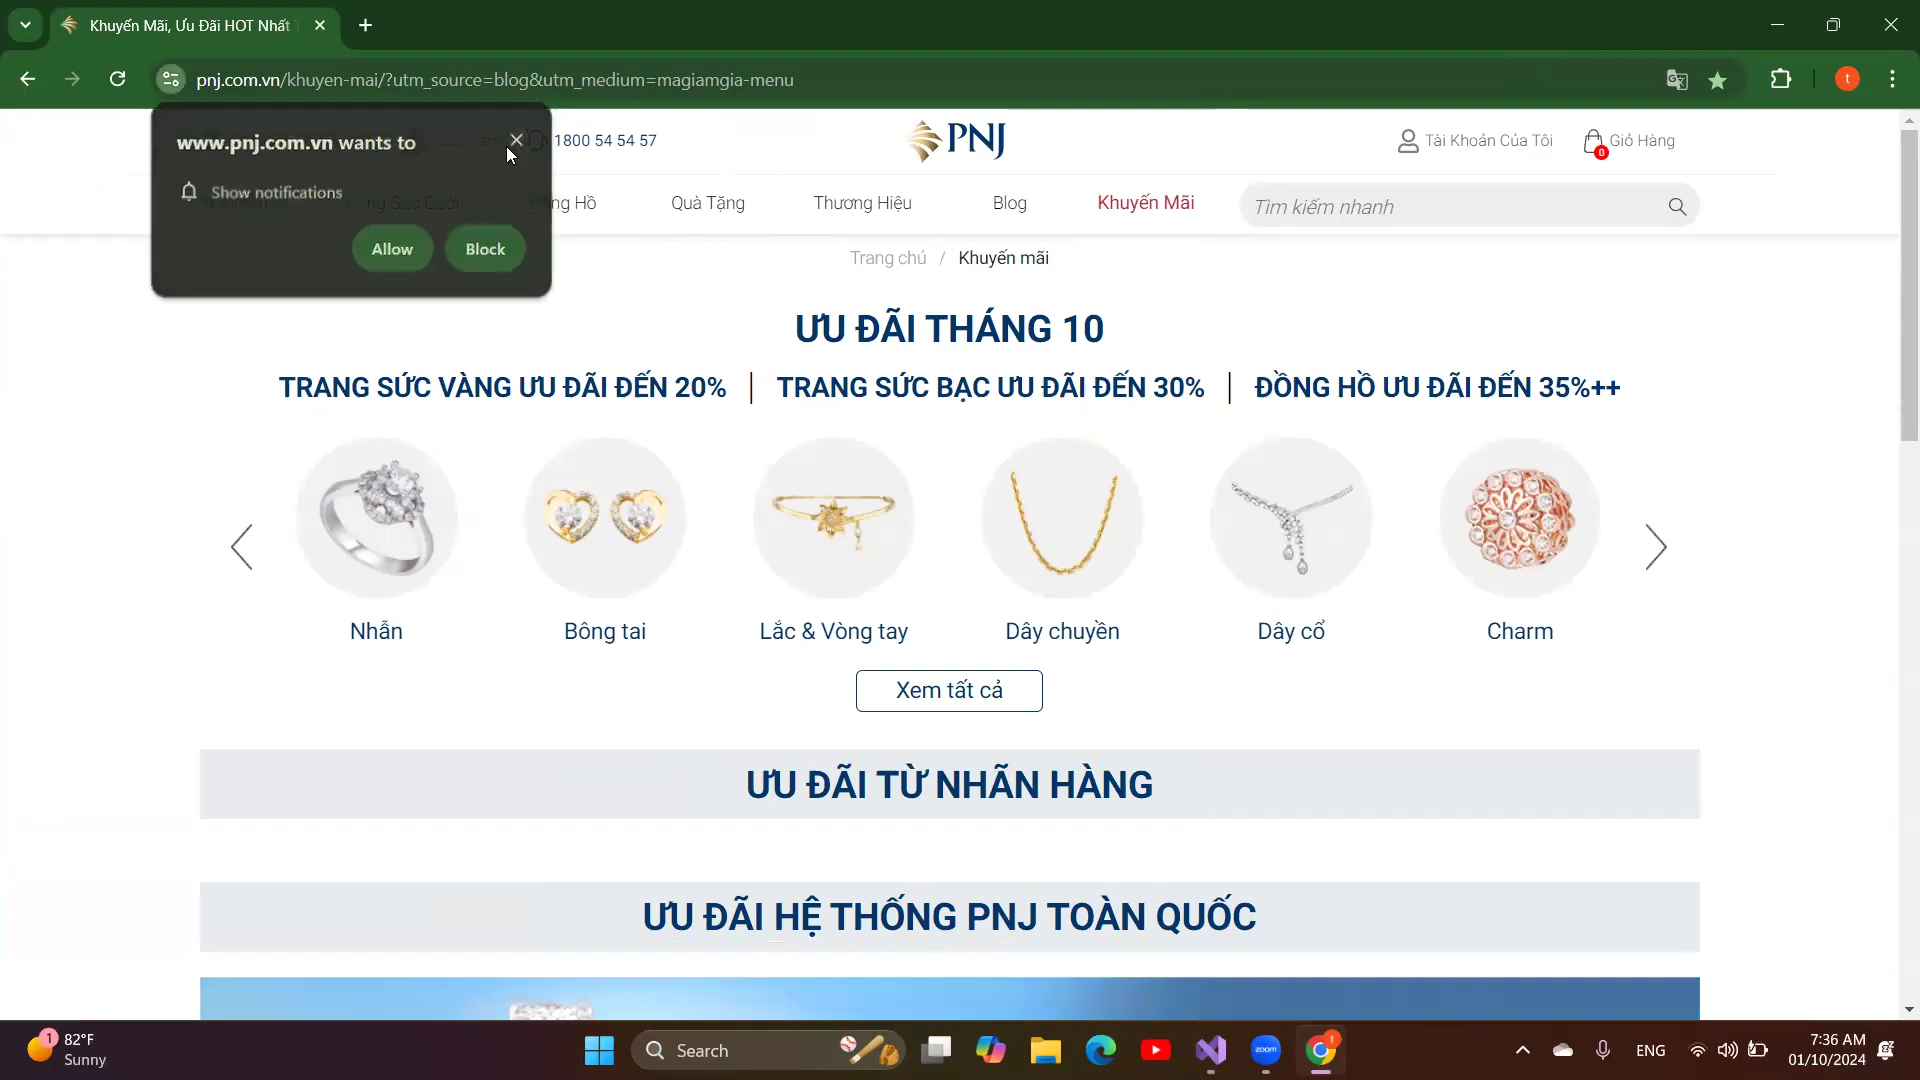 Khuyến Mãi, Ưu Đãi HOT Nhất
pnj.com.vn/khuyen-mai/?utm_source=blog&utm_medium=magiamgia-menu
t
www.pnj.com.vn wants to
Show notifications
Allow
Block
1800 54 54 57
PNJ
Tài Khoản Của Tôi
0
Giỏ Hàng
Hồ
Quà Tặng
Thương Hiệu
Blog
Khuyến Mãi
Tìm kiếm nhanh
Trang chủ / Khuyến mãi
ƯU ĐÃI THÁNG 10
TRANG SỨC VÀNG ƯU ĐÃI ĐẾN 20% | TRANG SỨC BẠC ƯU ĐÃI ĐẾN 30% | ĐỒNG HỒ ƯU ĐÃI ĐẾN 35%++
Nhẫn
Bông tai
Lắc & Vòng tay
Dây chuyền
Dây cổ
Charm
Xem tất cả
ƯU ĐÃI TỪ NHÃN HÀNG
ƯU ĐÃI HỆ THỐNG PNJ TOÀN QUỐC
1
82°F
Sunny
Search
zoom
t
ENG
7:36 AM
01/10/2024